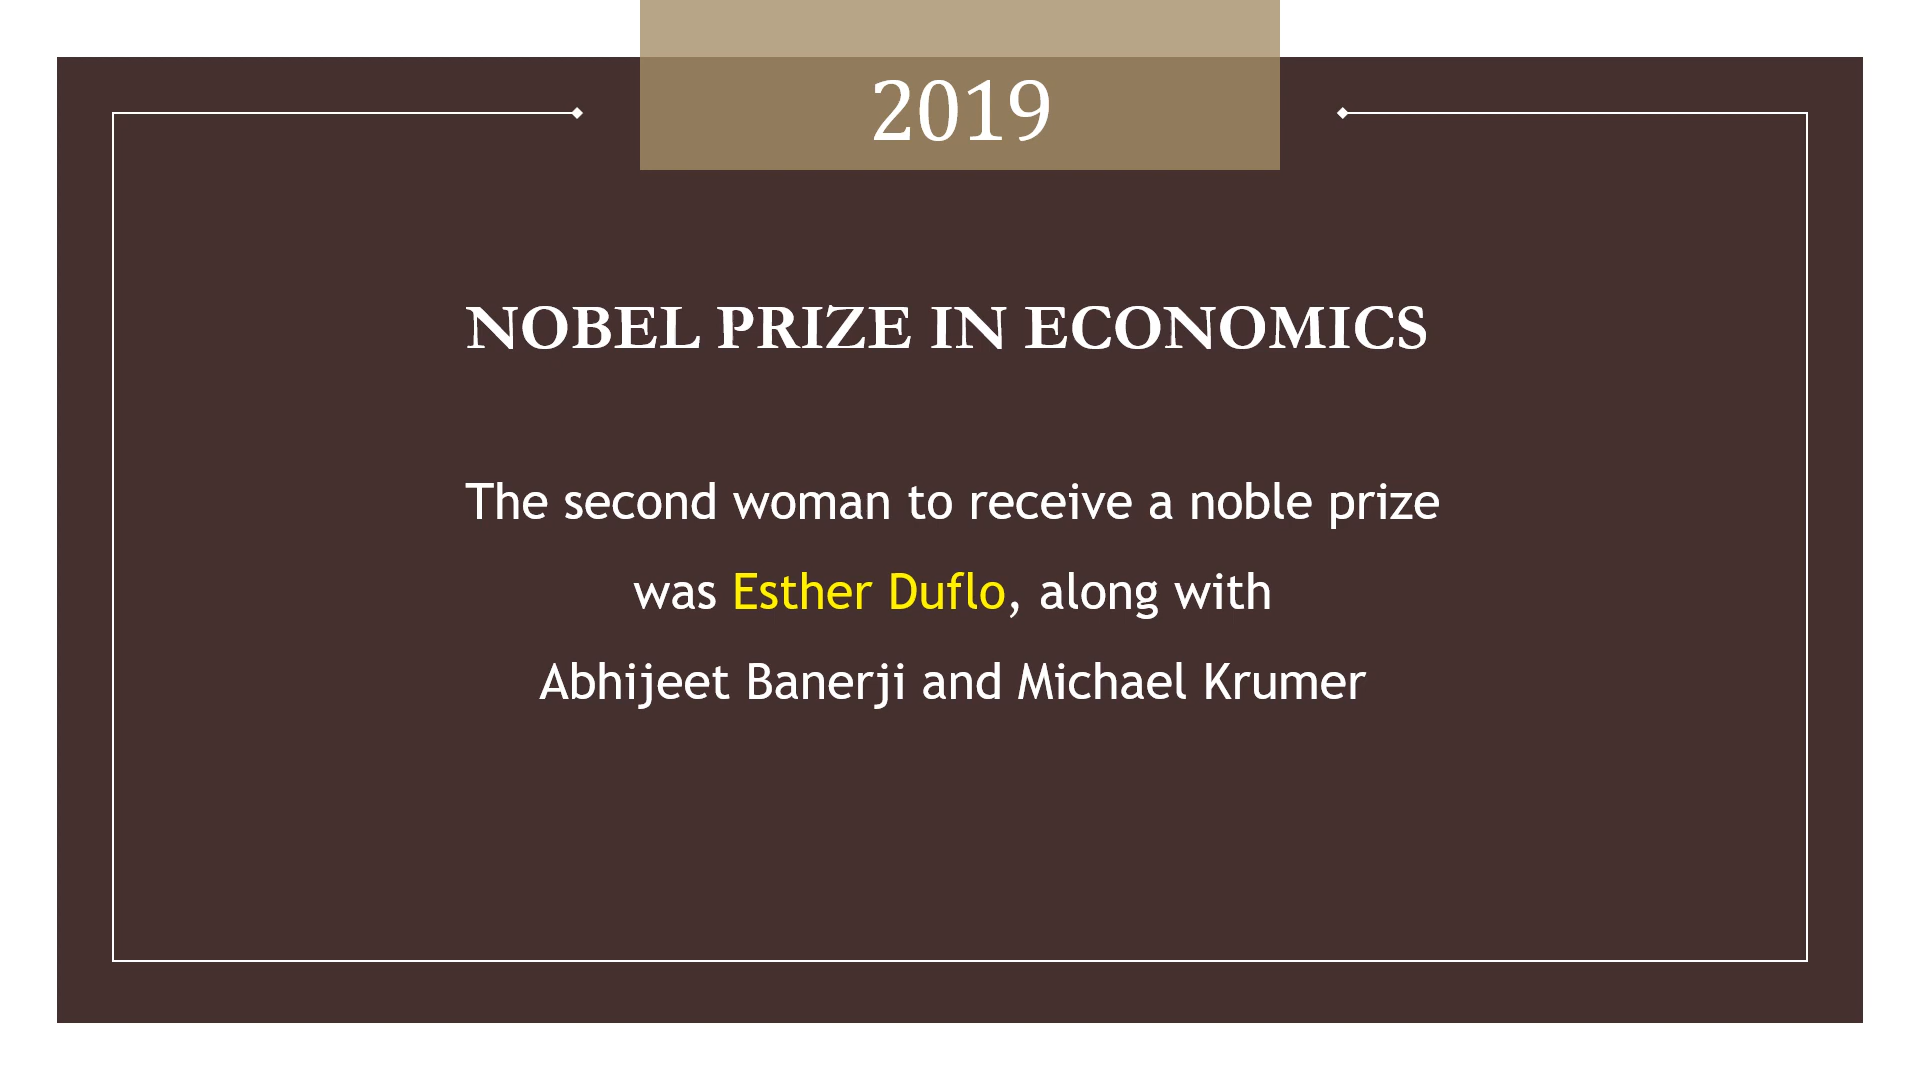 2019
NOBEL PRIZE IN ECONOMICS
The second woman to receive a noble prize
was Esther Duflo, along with
Abhijeet Banerji and Michael Krumer